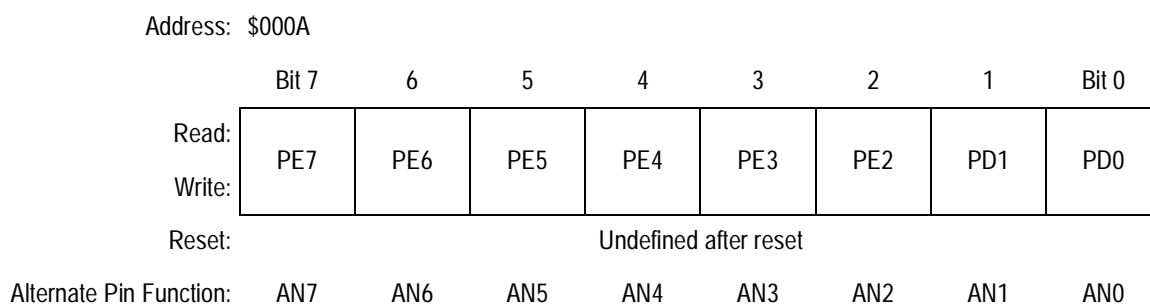 Address: $000A
Bit 7 6 5 4 3 2 1 Bit 0
Read:
PE7 PE6 PE5 PE4 PE3 PE2 PD1 PD0
Write:
Reset: Undefined after reset
Alternate Pin Function: AN7 AN6 AN5 AN4 AN3 AN2 AN1 AN0